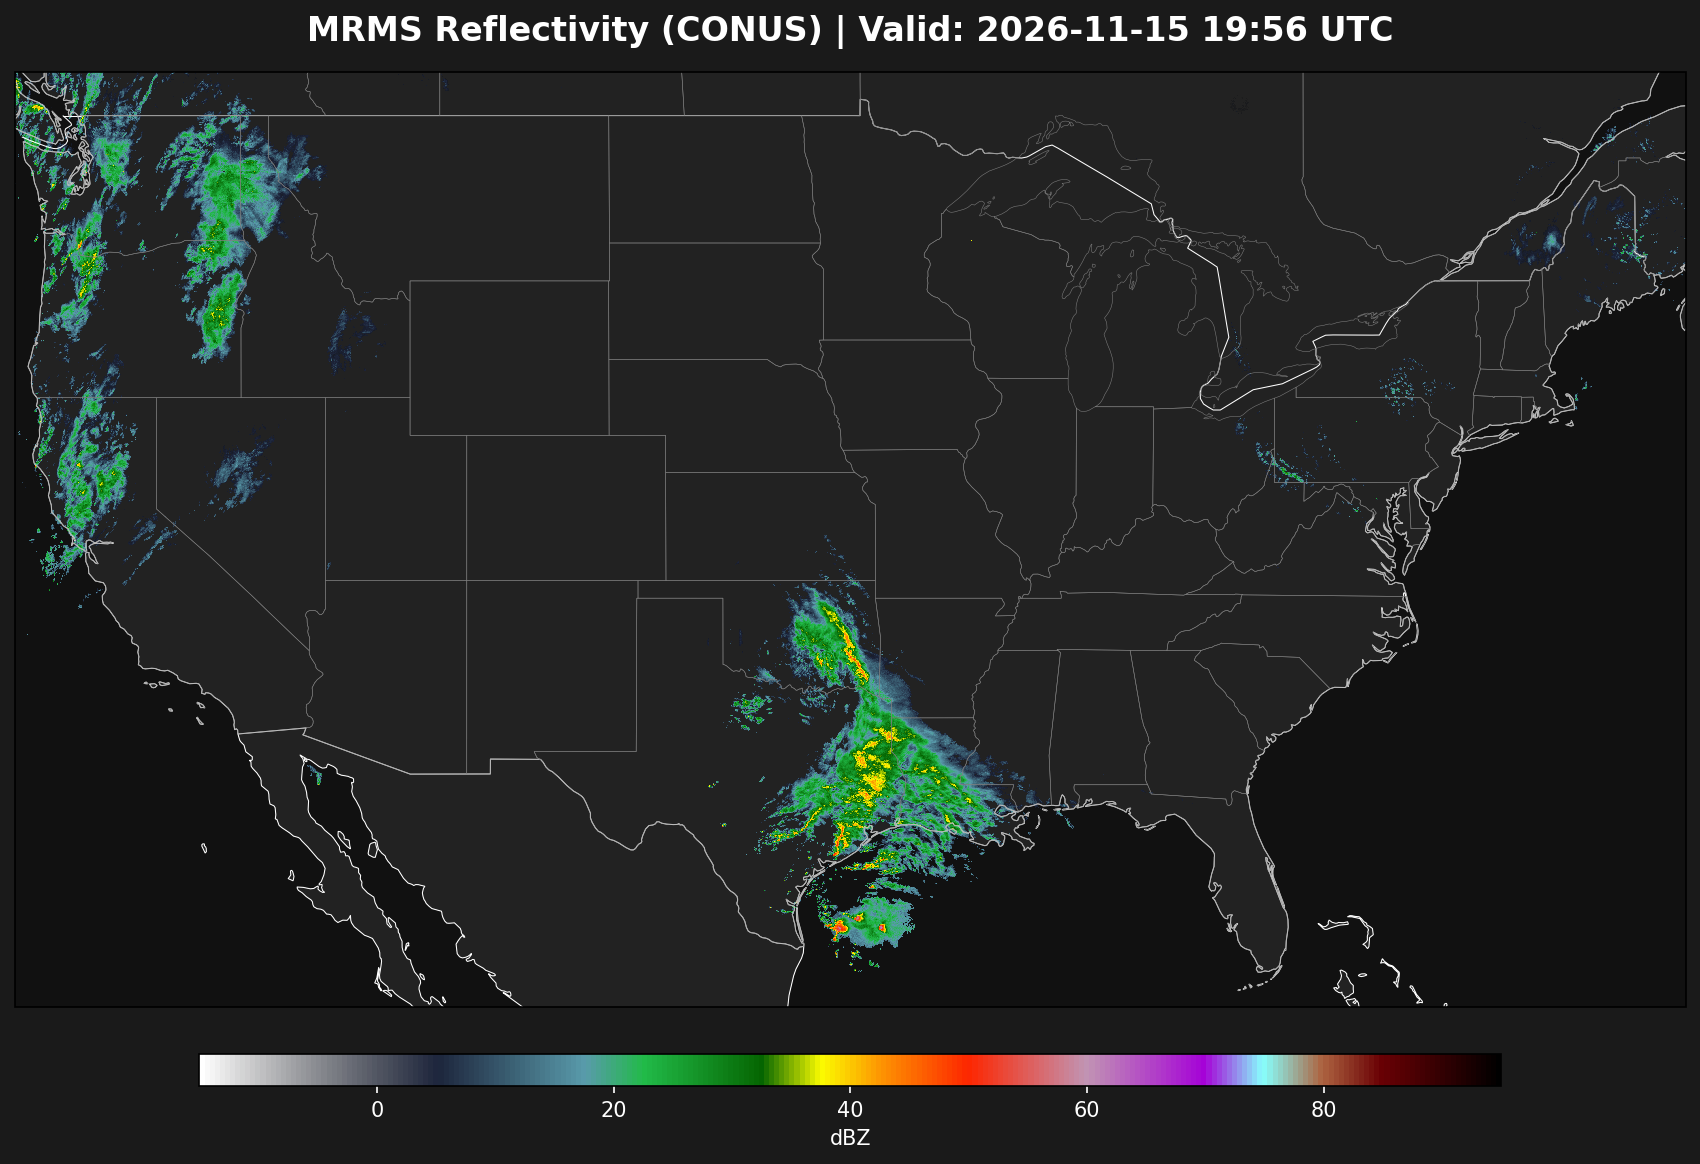 MRMS Reflectivity (CONUS) | Valid: 2026-11-15 19:56 UTC
0 20 40 60 80
dBZ